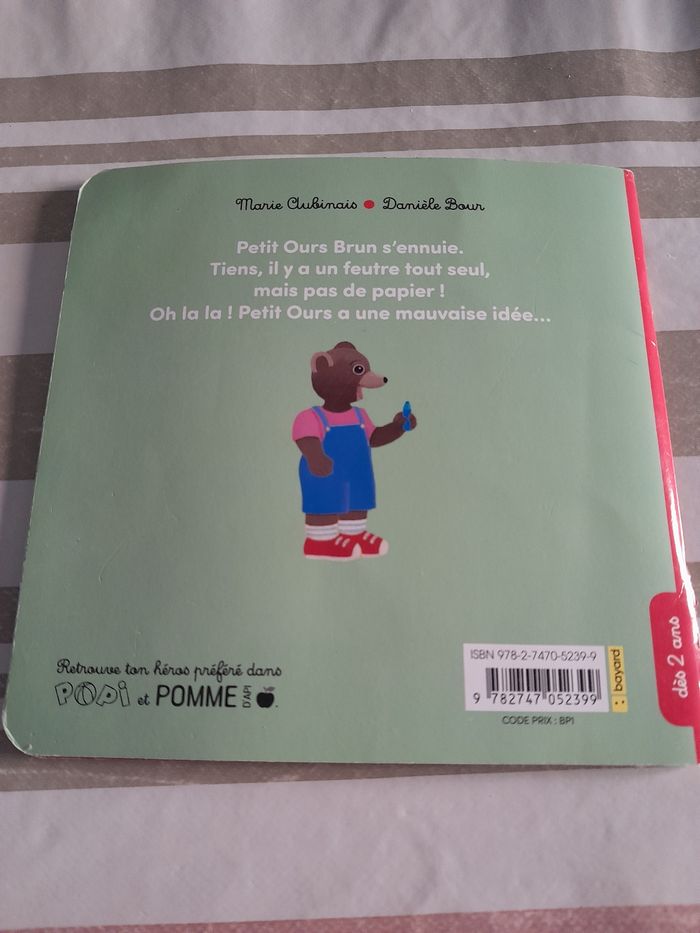 Marie Clubinais • Danièle Bour
Petit Ours Brun s'ennuie.
Tiens, il y a un feutre tout seul,
mais pas de papier !
Oh la la ! Petit Ours a une mauvaise idée...
Retrouve ton héros préféré dans
POPi et POMME D'API
ISBN 978-2-7470-5239-9
9 782747 052399
CODE PRIX : BP1
bayard
dès 2 ans